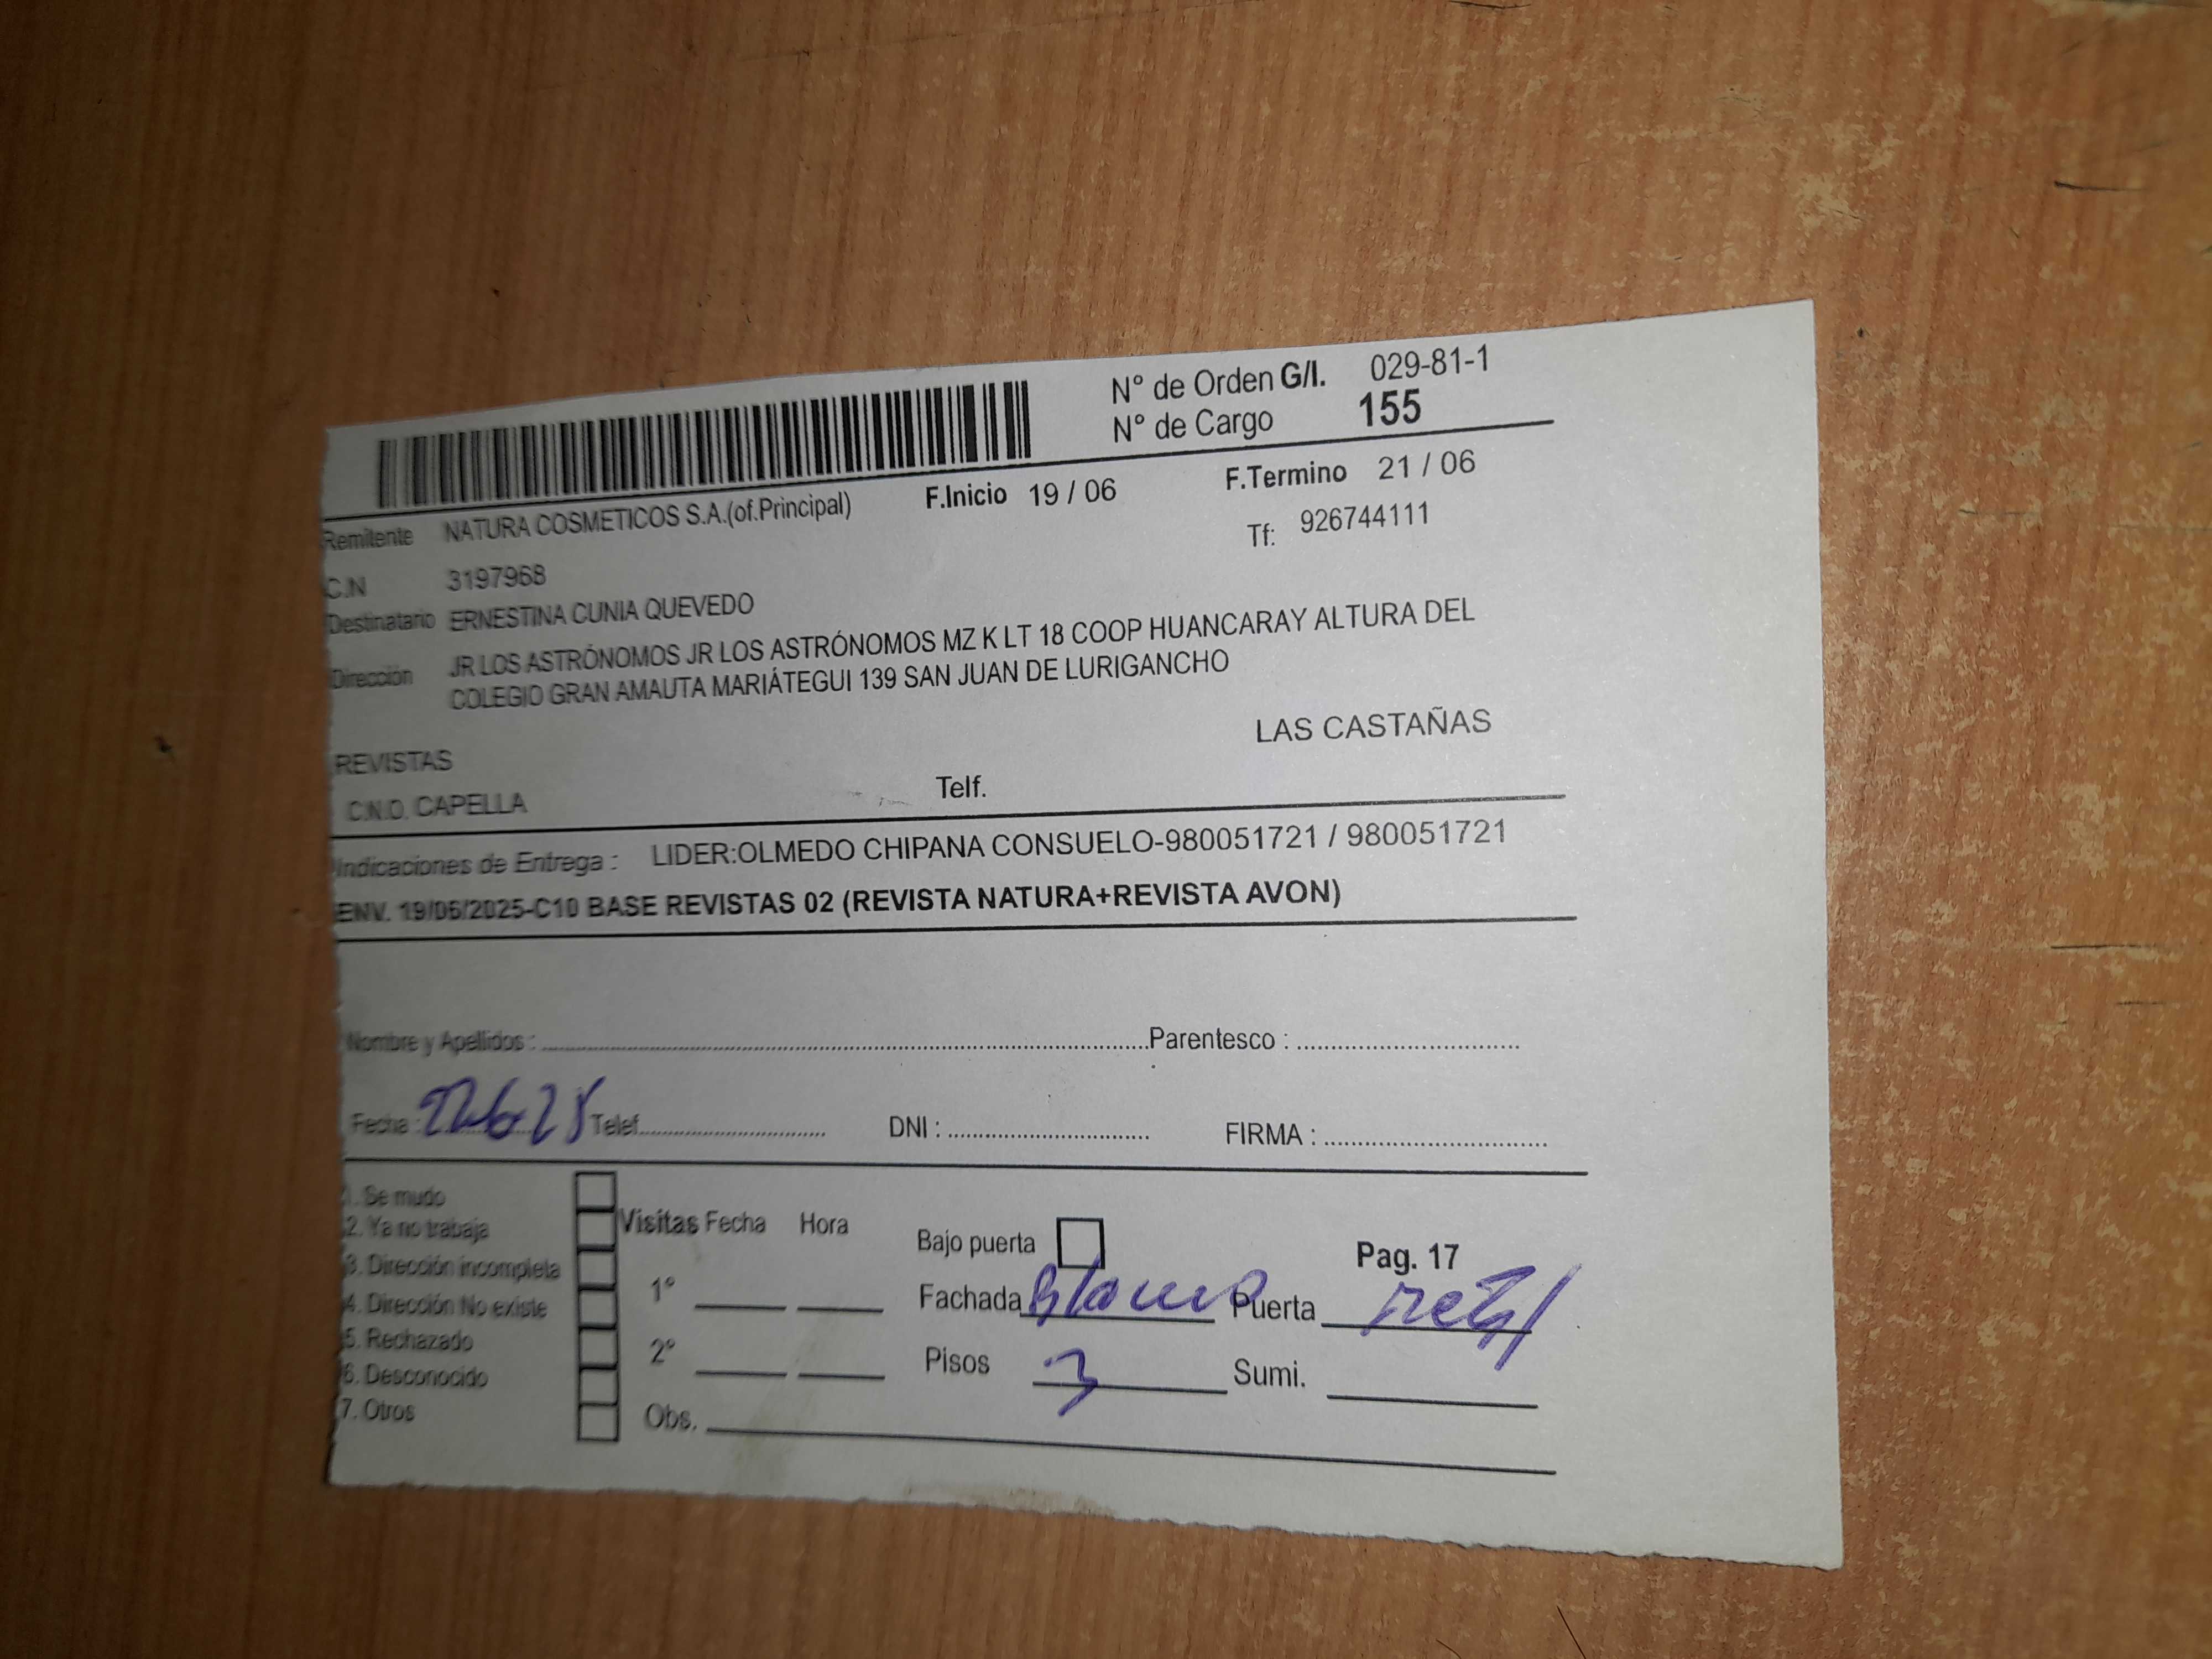 N° de Orden G/I. 029-81-1
N° de Cargo 155
Remitente NATURA COSMETICOS S.A.(of.Principal) F.Inicio 19 / 06 F.Termino 21 / 06
Tf: 926744111
C.N 3197968
Destinatario ERNESTINA CUNIA QUEVEDO
Dirección JR LOS ASTRÓNOMOS JR LOS ASTRÓNOMOS MZ K LT 18 COOP HUANCARAY ALTURA DEL
COLEGIO GRAN AMAUTA MARIÁTEGUI 139 SAN JUAN DE LURIGANCHO
LAS CASTAÑAS
REVISTAS
C.N.O. CAPELLA Telf.
Indicaciones de Entrega : LIDER:OLMEDO CHIPANA CONSUELO-980051721 / 980051721
ENV. 19/06/2025-C10 BASE REVISTAS 02 (REVISTA NATURA+REVISTA AVON)
Nombre y Apellidos : Parentesco :
Fecha : Telef. DNI : FIRMA :
1. Se mudo
2. Ya no trabaja
3. Dirección incompleta
4. Dirección No existe
5. Rechazado
6. Desconocido
7. Otros
Visitas Fecha Hora
1°
2°
Obs.
Bajo puerta Pag. 17
Fachada Blanco Puerta metal
Pisos 3 Sumi.